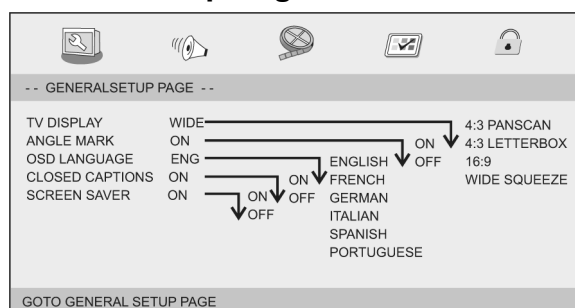 -- GENERALSETUP PAGE --
TV DISPLAY WIDE 4:3 PANSCAN
ANGLE MARK ON ON 4:3 LETTERBOX
OSD LANGUAGE ENG ENGLISH OFF 16:9
CLOSED CAPTIONS ON ON FRENCH WIDE SQUEEZE
SCREEN SAVER ON ON OFF GERMAN
OFF ITALIAN
SPANISH
PORTUGUESE
GOTO GENERAL SETUP PAGE